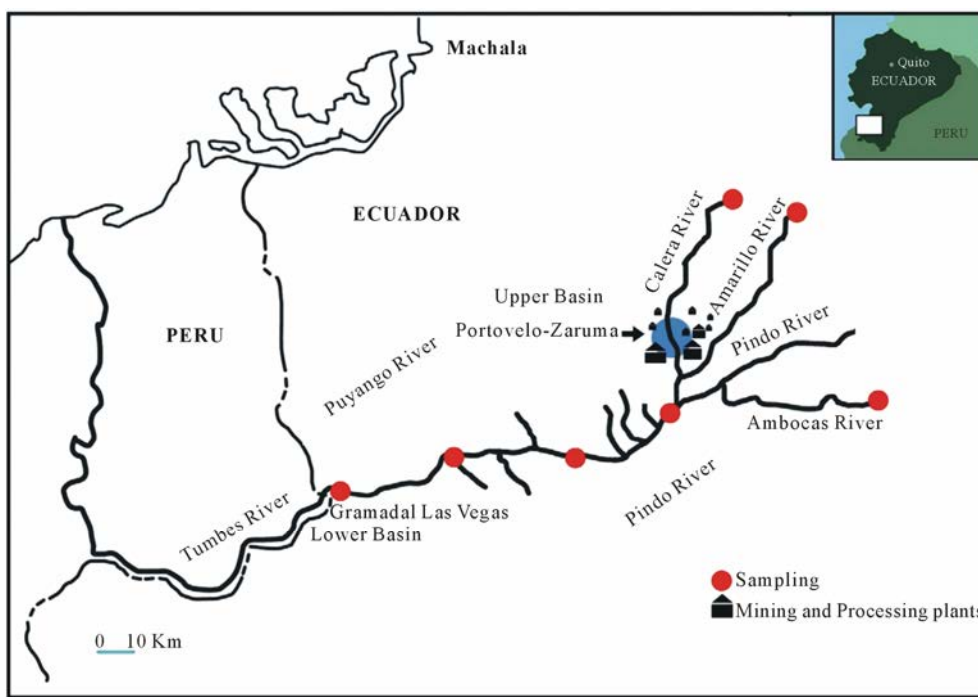 Machala
Quito
ECUADOR
PERU
ECUADOR
Calera River
Amarillo River
Upper Basin
Portovelo-Zaruma
PERU
Puyango River
Pindo River
Ambocas River
Pindo River
Gramadal Las Vegas
Tumbes River
Lower Basin
Sampling
Mining and Processing plants
0 10 Km